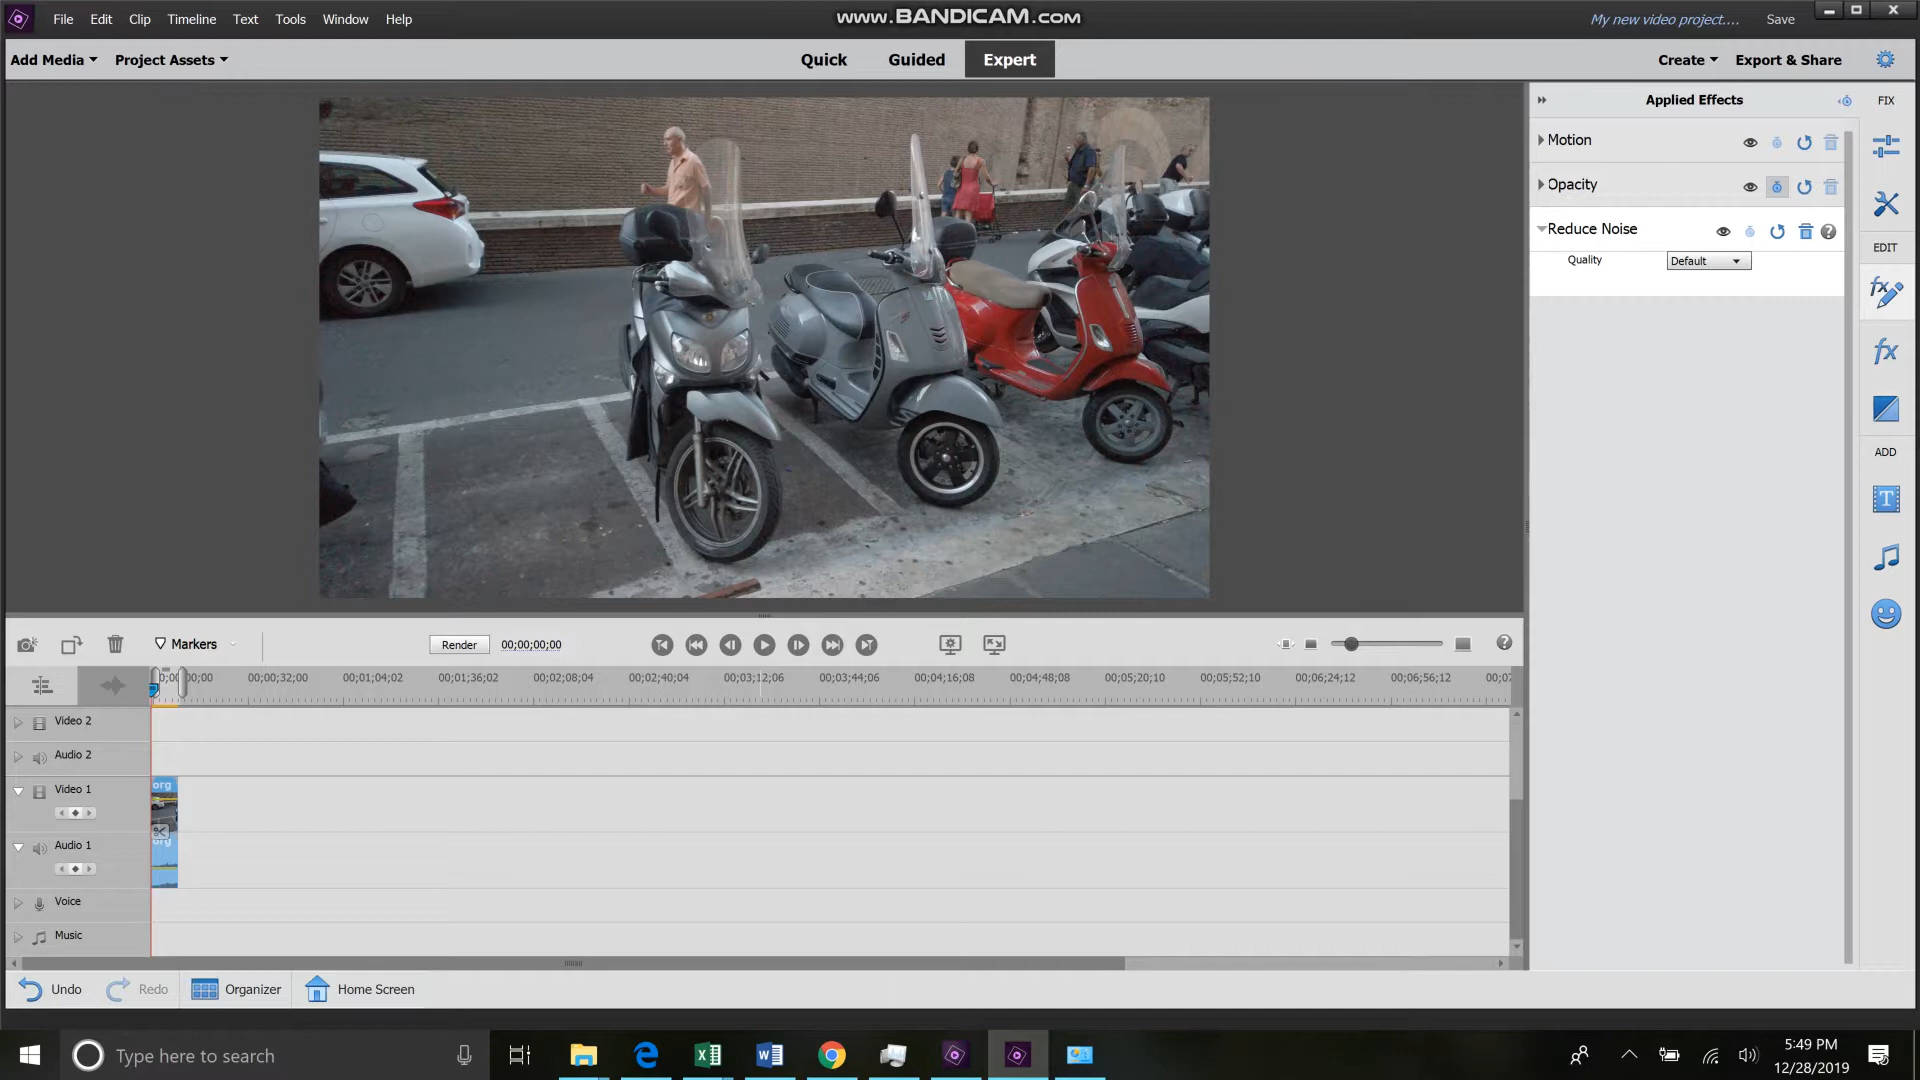 File Edit Clip Timeline Text Tools Window Help
www.BANDICAM.com
My new video project.... Save
Add Media Project Assets
Quick Guided Expert
Create Export & Share
Applied Effects
FIX
Motion
Opacity
Reduce Noise
Quality Default
EDIT
ADD
Markers
Render 00;00;00;00
;00;00 00;00;32;00 00;01;04;02 00;01;36;02 00;02;08;04 00;02;40;04 00;03;12;06 00;03;44;06 00;04;16;08 00;04;48;08 00;05;20;10 00;05;52;10 00;06;24;12 00;06;56;12 00;07
Video 2
Audio 2
Video 1
org
Audio 1
org
Voice
Music
Undo Redo Organizer Home Screen
Type here to search
5:49 PM
12/28/2019